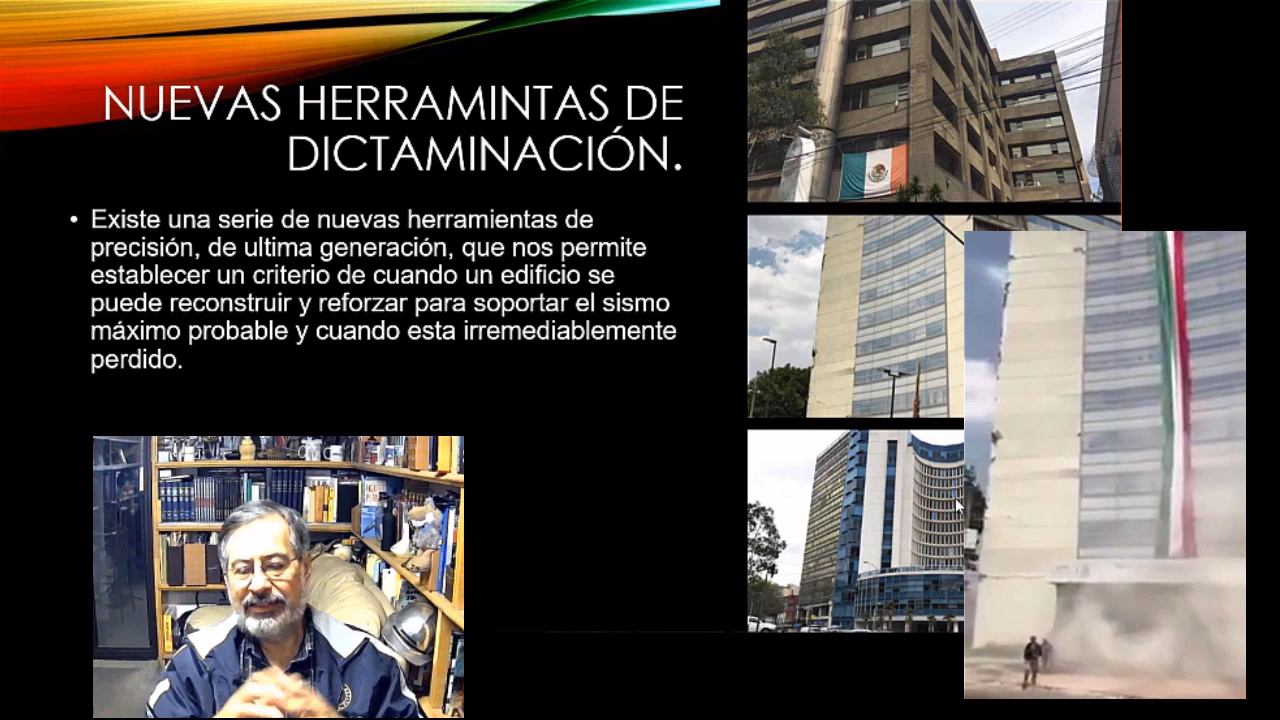 NUEVAS HERRAMINTAS DE
DICTAMINACIÓN.
• Existe una serie de nuevas herramientas de
precisión, de ultima generación, que nos permite
establecer un criterio de cuando un edificio se
puede reconstruir y reforzar para soportar el sismo
máximo probable y cuando esta irremediablemente
perdido.